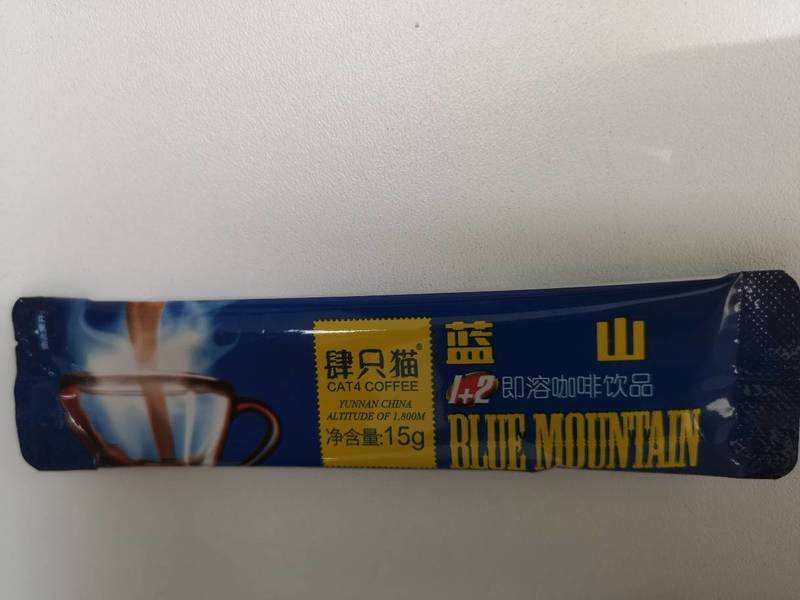 肆只猫®
CAT4 COFFEE
YUNNAN.CHINA
ALTITUDE OF 1,800M
净含量:15g
蓝山
1+2 即溶咖啡饮品
BLUE MOUNTAIN